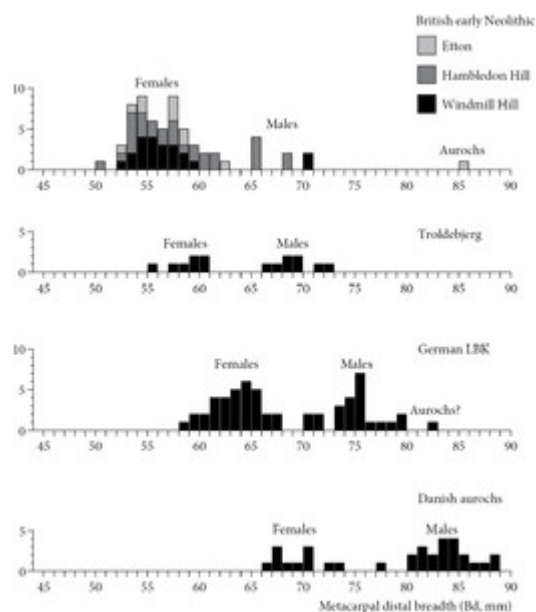 British early Neolithic
Etton
Hambledon Hill
Windmill Hill
Females
Males
Aurochs
10
5
0
45 50 55 60 65 70 75 80 85 90
Troldebjerg
Females
Males
5
0
45 50 55 60 65 70 75 80 85 90
German LBK
Females
Males
Aurochs?
10
5
0
45 50 55 60 65 70 75 80 85 90
Danish aurochs
Females
Males
5
0
45 50 55 60 65 70 75 80 85 90
Metacarpal distal breadth (Bd, mm)